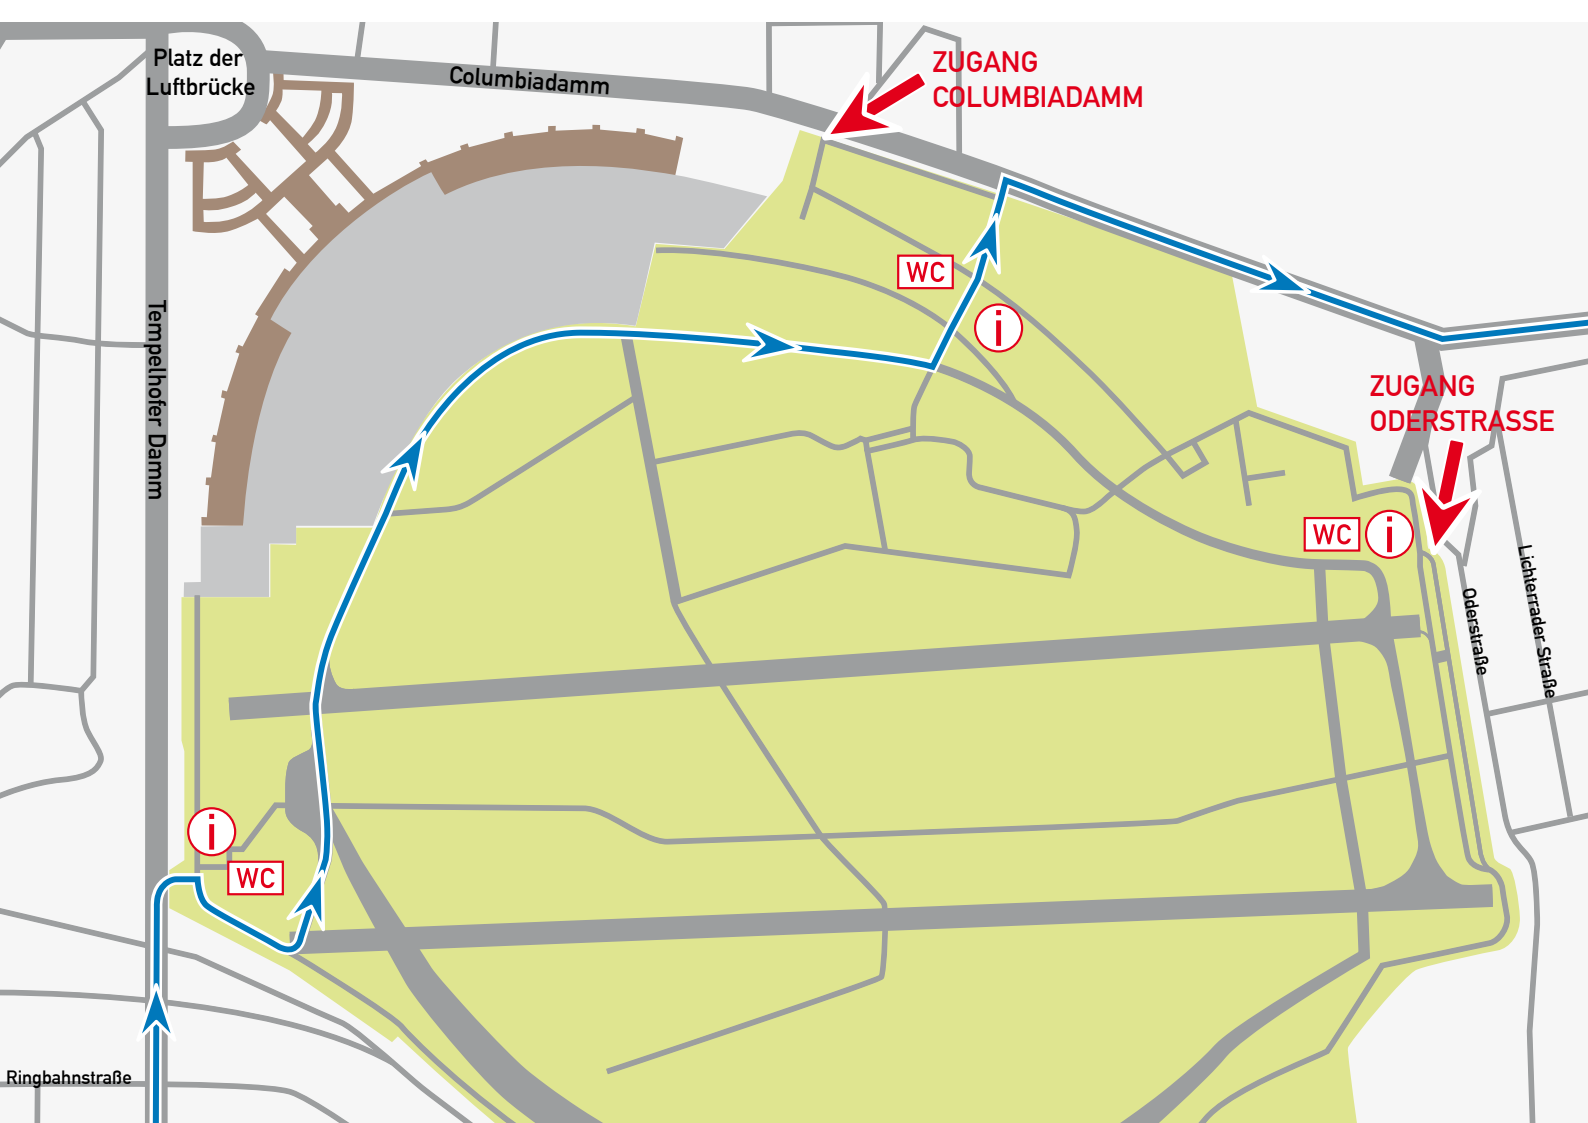 Platz der
Luftbrücke
Columbiadamm
ZUGANG
COLUMBIADAMM
WC
i
Tempelhofer Damm
ZUGANG
ODERSTRASSE
WC
i
Lichterrader Straße
Oderstraße
i
WC
Ringbahnstraße